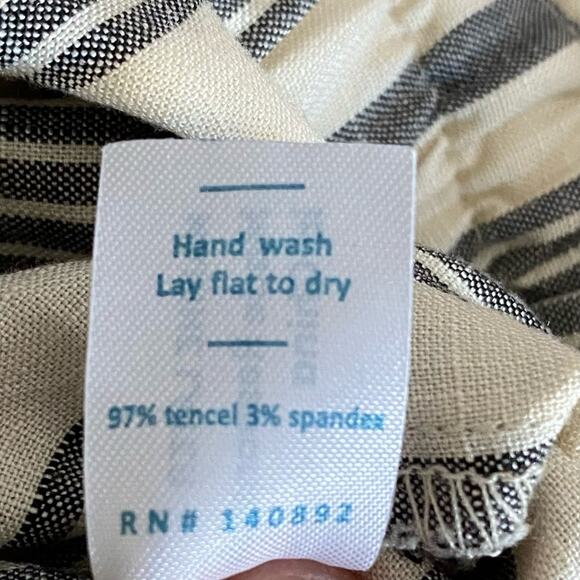 Hand wash
Lay flat to dry
97% tencel 3% spandex
RN# 140892